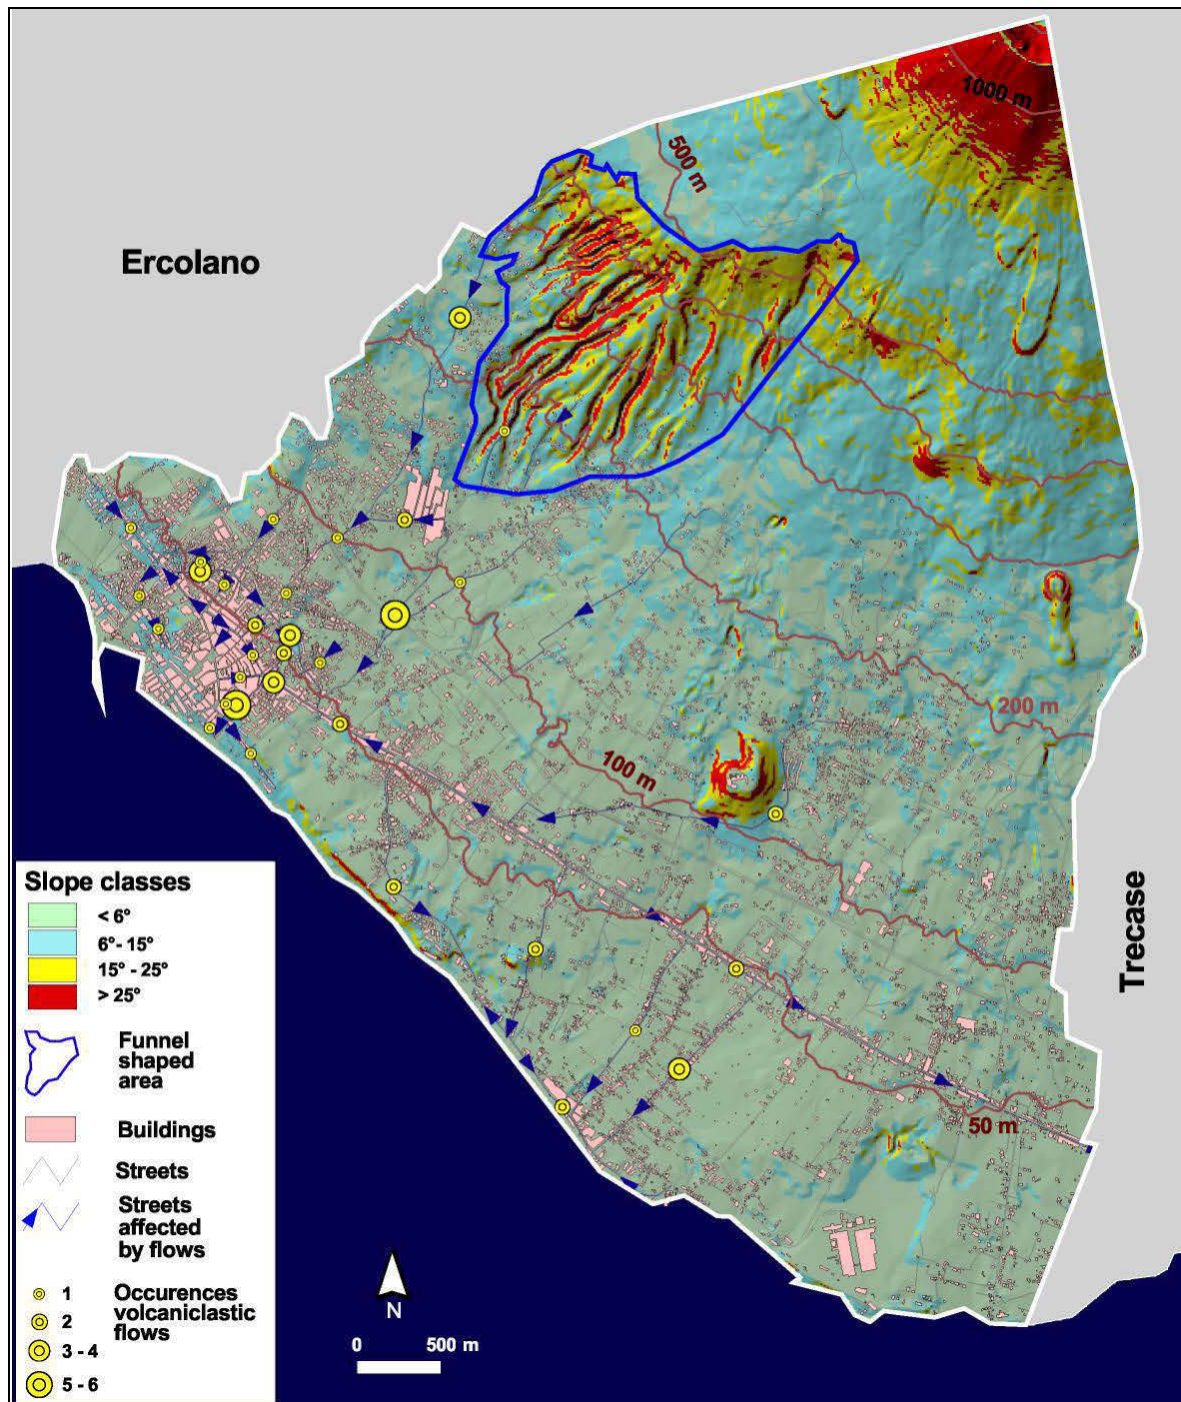 1000 m
500 m
Ercolano
200 m
100 m
Trecase
50 m
Slope classes
< 6°
6°- 15°
15° - 25°
> 25°
Funnel
shaped
area
Buildings
Streets
Streets
affected
by flows
Occurences
volcaniclastic
flows
1
2
3 - 4
5 - 6
N
0 500 m